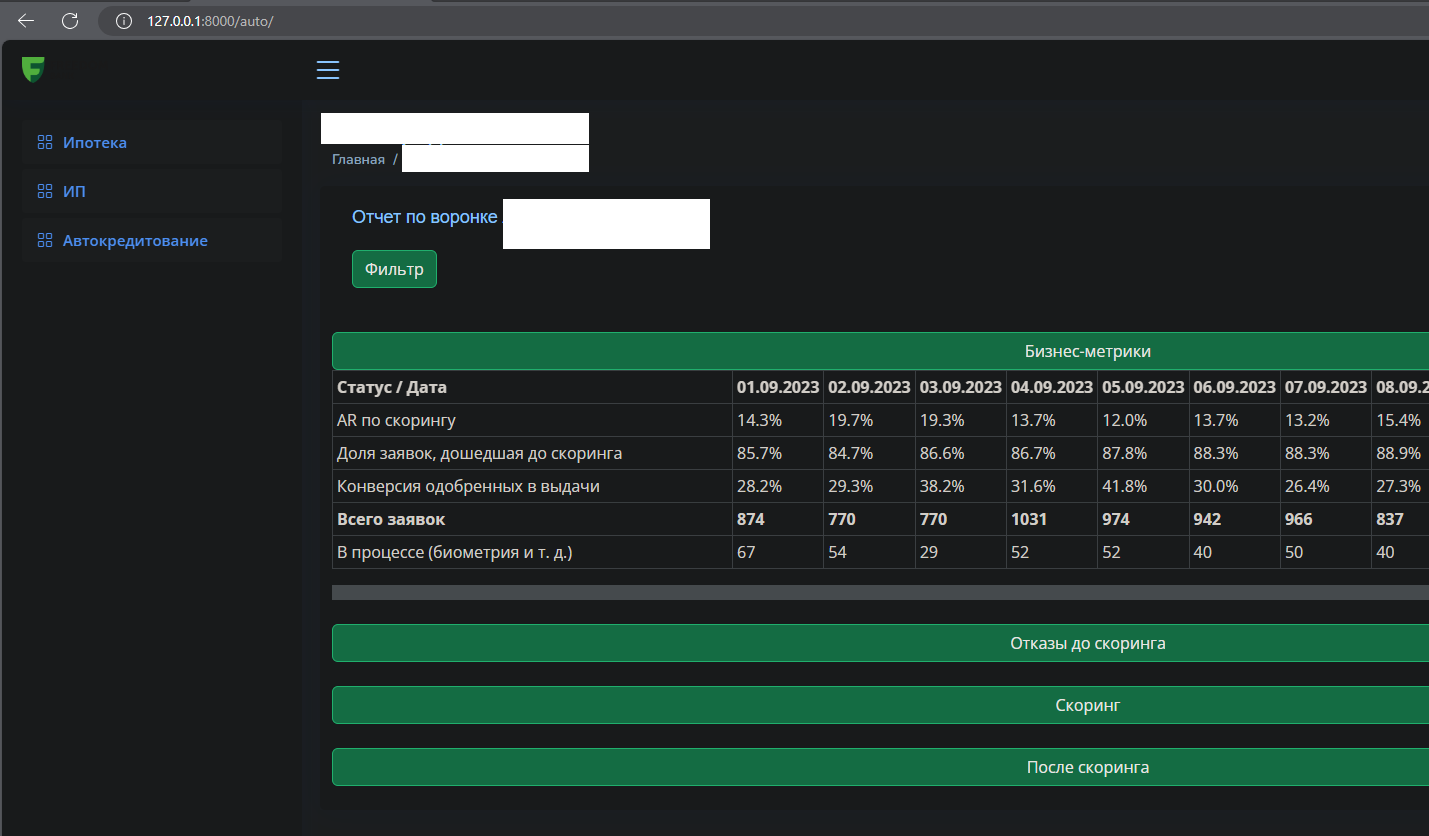 127.0.0.1:8000/auto/
Ипотека
ИП
Автокредитование
Главная /
Отчет по воронке
Фильтр
Бизнес-метрики
Статус / Дата 01.09.2023 02.09.2023 03.09.2023 04.09.2023 05.09.2023 06.09.2023 07.09.2023 08.09.2
AR по скорингу 14.3% 19.7% 19.3% 13.7% 12.0% 13.7% 13.2% 15.4%
Доля заявок, дошедшая до скоринга 85.7% 84.7% 86.6% 86.7% 87.8% 88.3% 88.3% 88.9%
Конверсия одобренных в выдачи 28.2% 29.3% 38.2% 31.6% 41.8% 30.0% 26.4% 27.3%
Всего заявок 874 770 770 1031 974 942 966 837
В процессе (биометрия и т. д.) 67 54 29 52 52 40 50 40
Отказы до скоринга
Скоринг
После скоринга